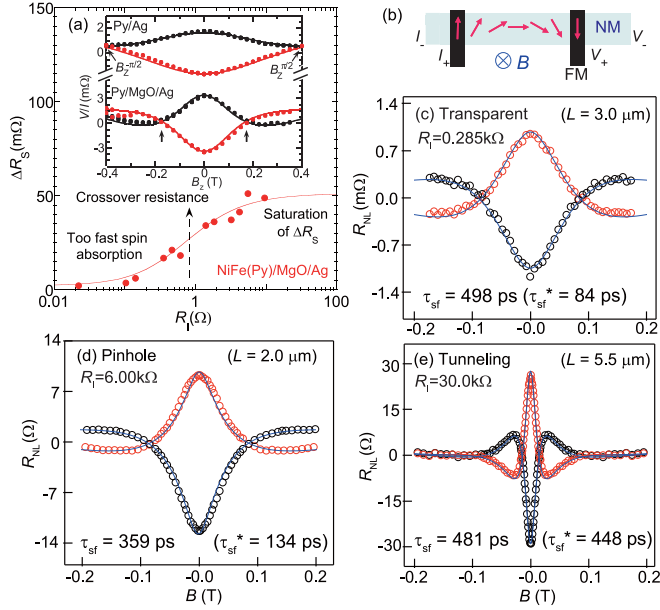 (a)
Py/Ag
B_Z^{-π/2}
B_Z^{π/2}
Py/MgO/Ag
V/I (mΩ)
2
0
2
0
-3
-0.4
-0.2
0.0
0.2
0.4
B_z (T)
ΔR_S (mΩ)
150
100
50
0
Crossover resistance
Too fast spin
absorption
Saturation
of ΔR_S
NiFe(Py)/MgO/Ag
0.01
0.1
1
10
100
R_I(Ω)
(b)
I_-
I_+
NM
V_-
V_+
FM
B
(c) Transparent
(L = 3.0 μm)
R_I=0.285kΩ
R_NL(mΩ)
1.4
0.7
0.0
-0.7
-1.4
τ_sf = 498 ps (τ_sf* = 84 ps)
-0.2
-0.1
-0.0
0.1
0.2
(d) Pinhole
(L = 2.0 μm)
R_I=6.00kΩ
R_NL(Ω)
14
7
0
-7
-14
τ_sf = 359 ps
(τ_sf* = 134 ps)
-0.2
-0.1
-0.0
0.1
0.2
B (T)
(e) Tunneling
(L = 5.5 μm)
R_I=30.0kΩ
R_NL(Ω)
30
15
0
-15
-30
τ_sf = 481 ps
(τ_sf* = 448 ps)
-0.2
-0.1
-0.0
0.1
0.2
B (T)